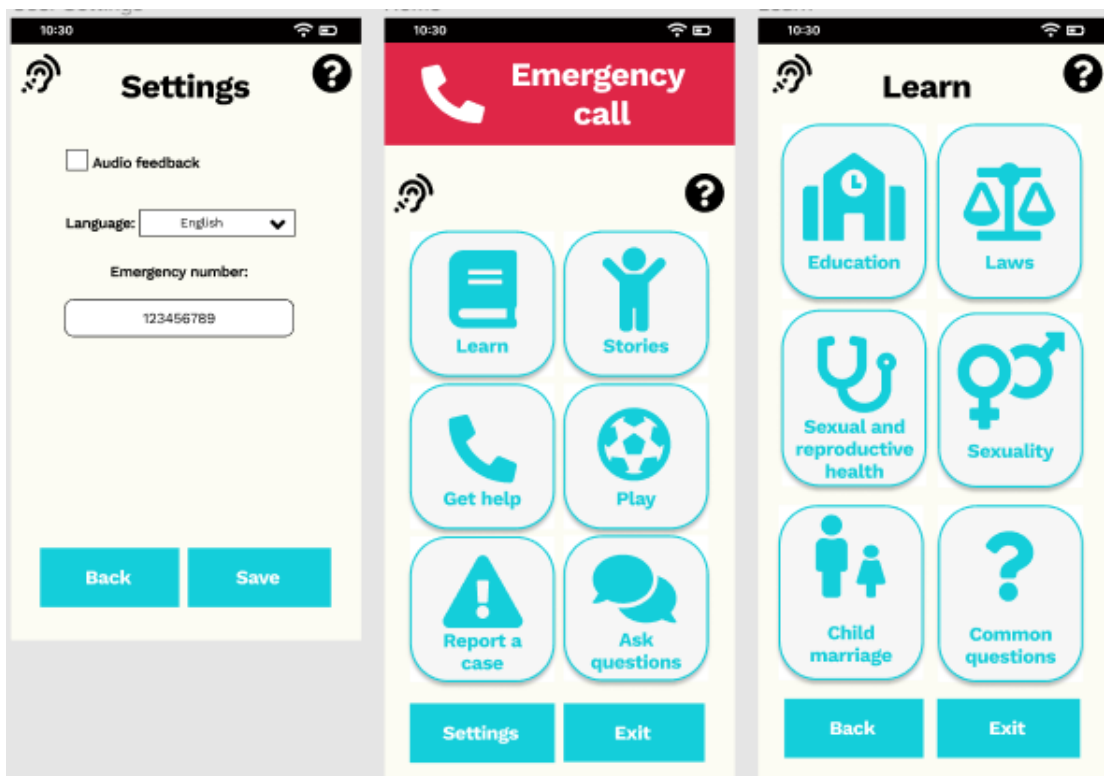 10:30
Settings
Audio feedback
Language: English
Emergency number:
123456789
Back Save
10:30
Emergency
call
Learn Stories
Get help Play
Report a
case
Ask
questions
Settings Exit
10:30
Learn
Education Laws
Sexual and
reproductive
health
Sexuality
Child
marriage
Common
questions
Back Exit